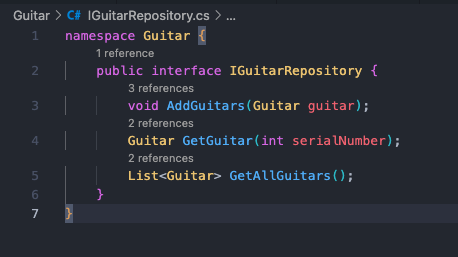 Guitar > C# IGuitarRepository.cs > ...
1 namespace Guitar {
1 reference
2 public interface IGuitarRepository {
3 references
3 void AddGuitars(Guitar guitar);
2 references
4 Guitar GetGuitar(int serialNumber);
2 references
5 List<Guitar> GetAllGuitars();
6 }
7 }